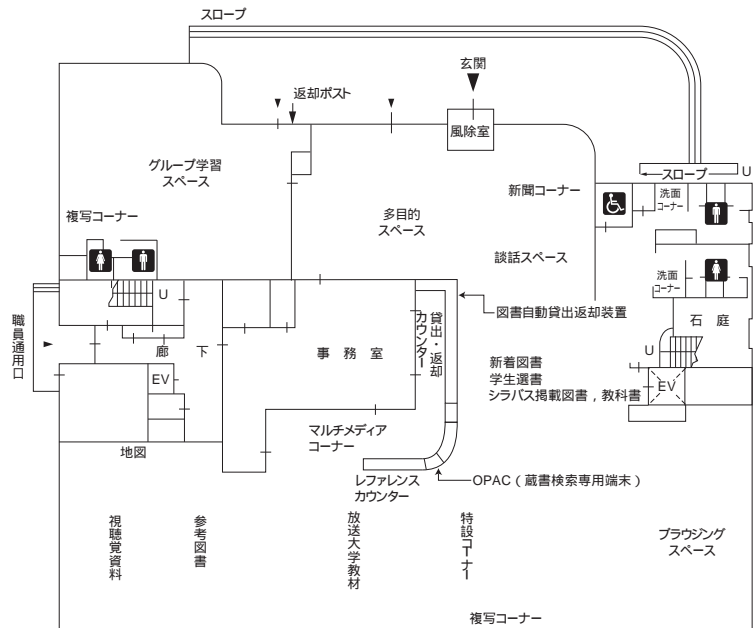 スロープ
玄関
返却ポスト
風除室
グループ学習
スペース
スロープ
U
新聞コーナー
洗面
コーナー
複写コーナー
多目的
スペース
談話スペース
洗面
コーナー
U
図書自動貸出返却装置
石庭
職員通用口
廊下
事務室
貸出・返却
カウンター
U
EV
新着図書
学生選書
シラバス掲載図書，教科書
EV
マルチメディア
コーナー
地図
レファレンス
カウンター
OPAC（蔵書検索専用端末）
視聴覚資料
参考図書
放送大学教材
特設コーナー
ブラウジング
スペース
複写コーナー